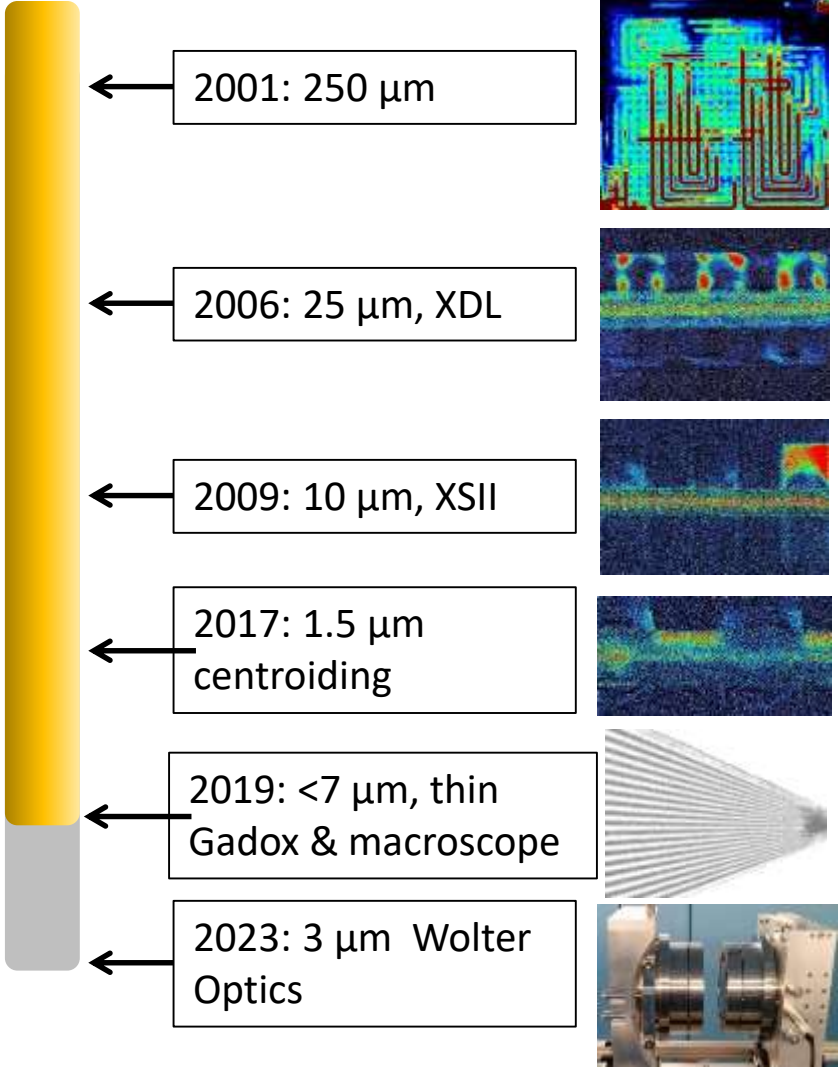 2001: 250 μm
2006: 25 μm, XDL
2009: 10 μm, XSII
2017: 1.5 μm
centroiding
2019: <7 μm, thin
Gadox & macroscope
2023: 3 μm  Wolter
Optics